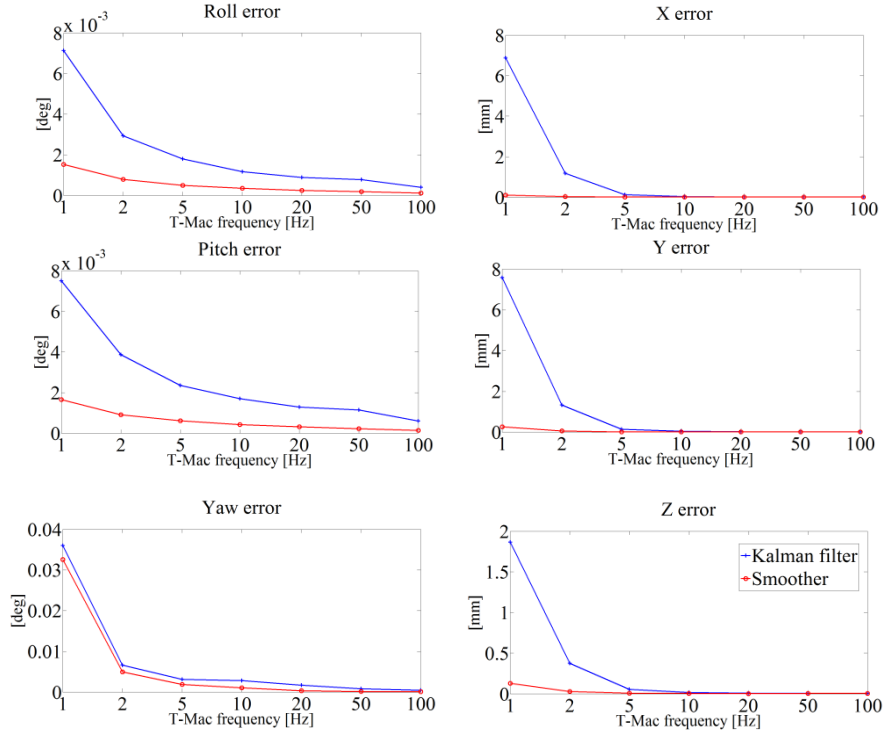 Roll error
8 x 10^-3
6
4
2
0
[deg]
1 2 5 10 20 50 100
T-Mac frequency [Hz]
X error
8
6
4
2
0
[mm]
1 2 5 10 20 50 100
T-Mac frequency [Hz]
Pitch error
8 x 10^-3
6
4
2
0
[deg]
1 2 5 10 20 50 100
T-Mac frequency [Hz]
Y error
8
6
4
2
0
[mm]
1 2 5 10 20 50 100
T-Mac frequency [Hz]
Yaw error
0.04
0.03
0.02
0.01
0
[deg]
1 2 5 10 20 50 100
T-Mac frequency [Hz]
Z error
2
1.5
1
0.5
0
[mm]
Kalman filter
Smoother
1 2 5 10 20 50 100
T-Mac frequency [Hz]